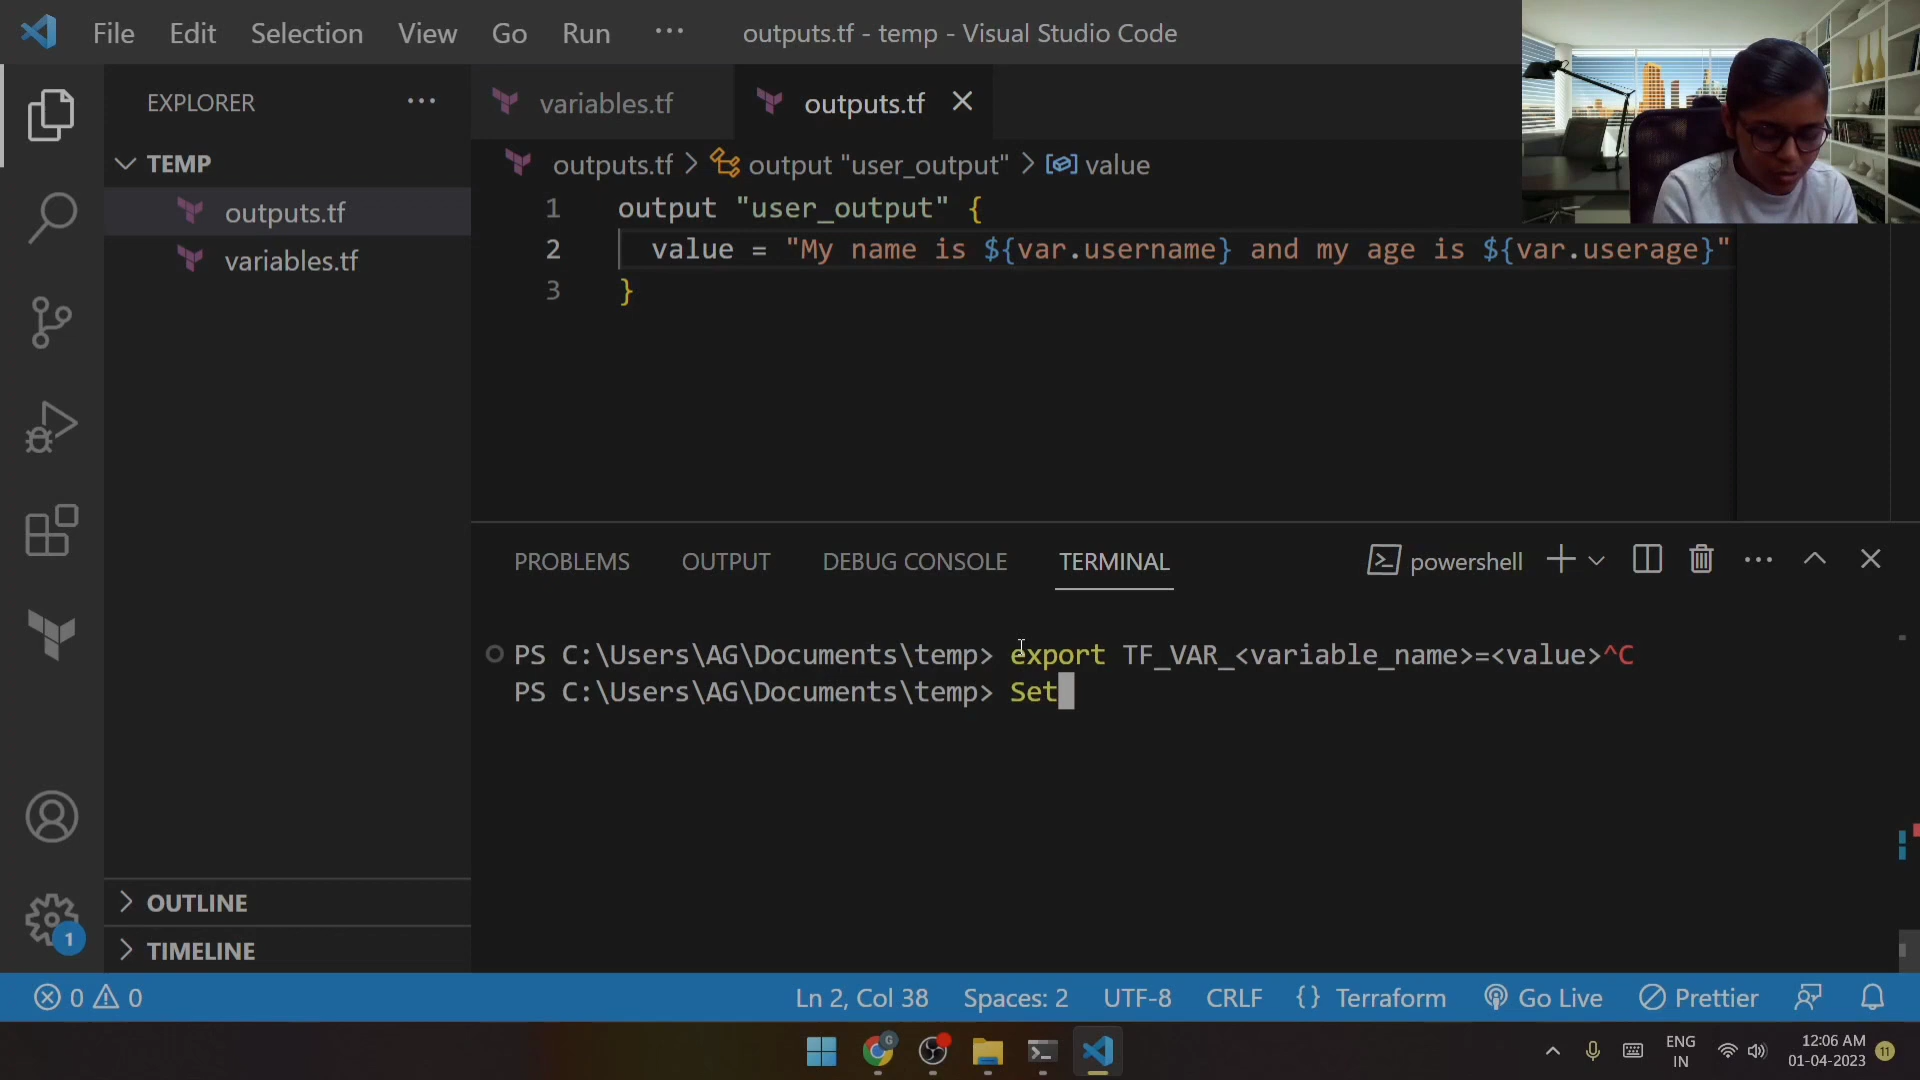 File Edit Selection View Go Run ··· outputs.tf - temp - Visual Studio Code
EXPLORER ···
TEMP
outputs.tf
variables.tf
OUTLINE
TIMELINE
1
variables.tf outputs.tf
outputs.tf > output "user_output" > value
1 output "user_output" {
2 value = "My name is ${var.username} and my age is ${var.userage}"
3 }
PROBLEMS OUTPUT DEBUG CONSOLE TERMINAL powershell
PS C:\Users\AG\Documents\temp> export TF_VAR_<variable_name>=<value>^C
PS C:\Users\AG\Documents\temp> Set
0 0 Ln 2, Col 38 Spaces: 2 UTF-8 CRLF {} Terraform Go Live Prettier
G
ENG
IN
12:06 AM
01-04-2023
11